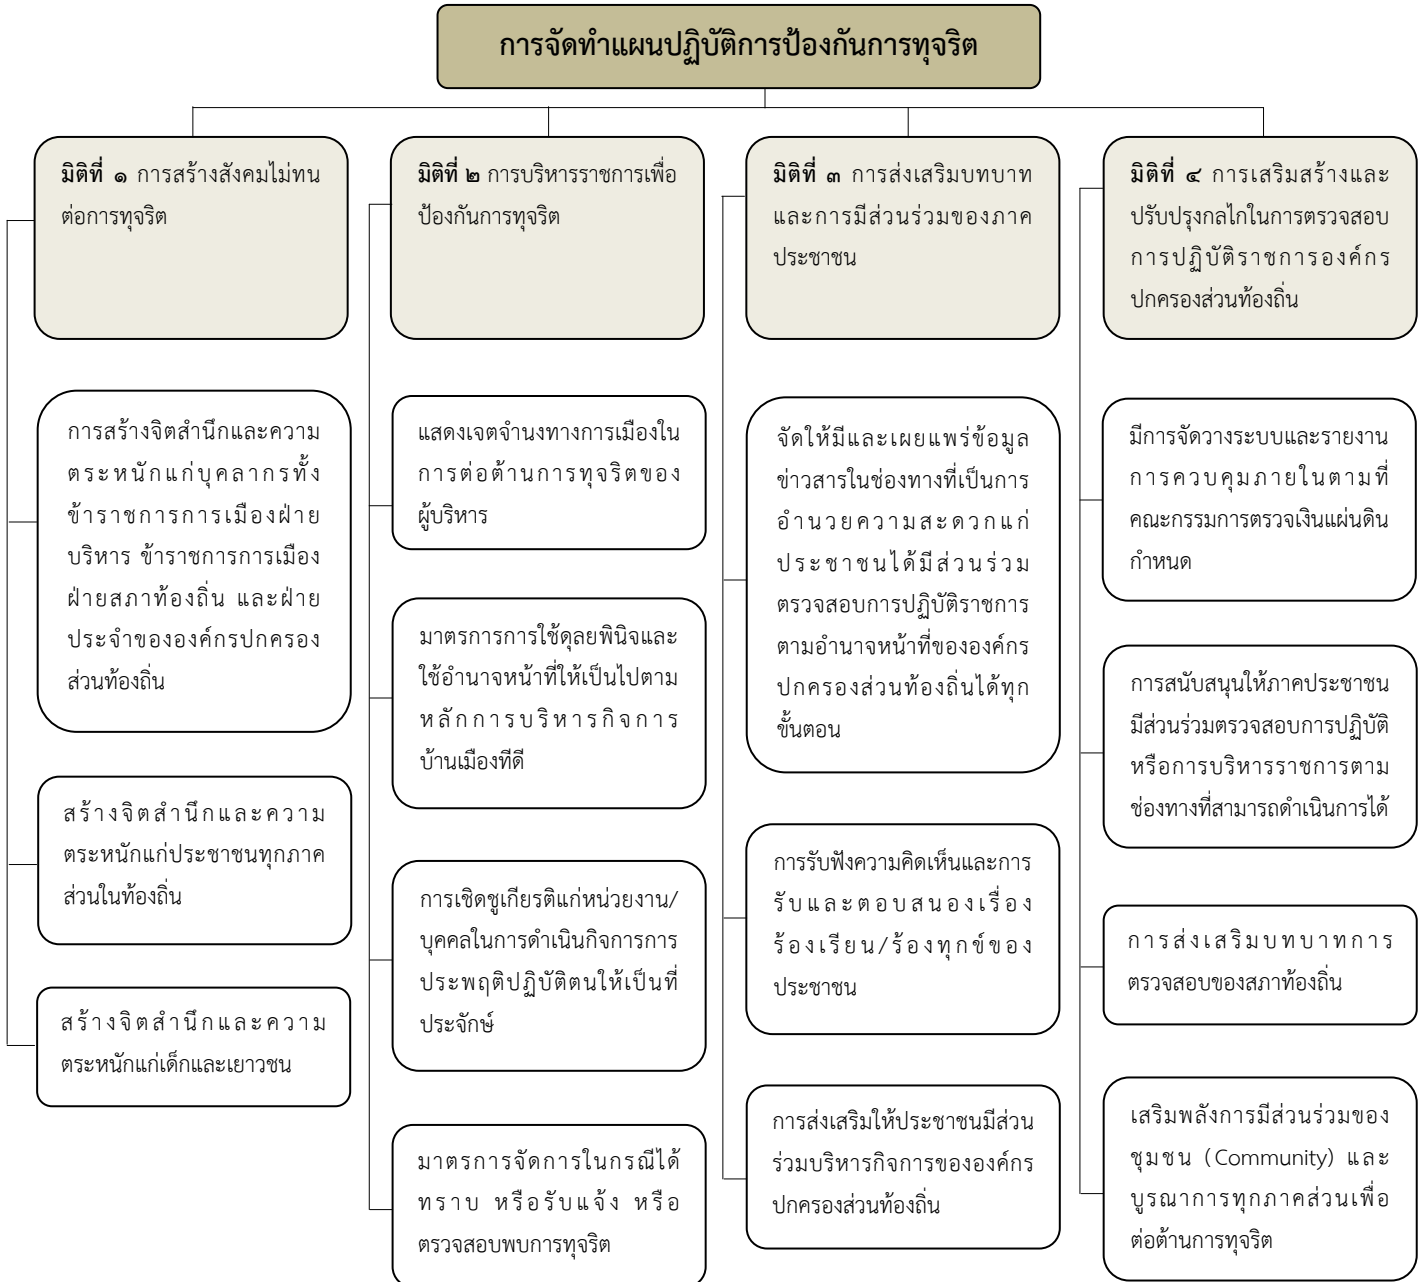 การจัดทำแผนปฏิบัติการป้องกันการทุจริต
มิติที่ ๑ การสร้างสังคมไม่ทน
ต่อการทุจริต
การสร้างจิตสำนึกและความ
ตระหนักแก่บุคลากรทั้ง
ข้าราชการการเมืองฝ่าย
บริหาร ข้าราชการการเมือง
ฝ่ายสภาท้องถิ่น และฝ่าย
ประจำขององค์กรปกครอง
ส่วนท้องถิ่น
สร้างจิตสำนึกและความ
ตระหนักแก่ประชาชนทุกภาค
ส่วนในท้องถิ่น
สร้างจิตสำนึกและความ
ตระหนักแก่เด็กและเยาวชน
มิติที่ ๒ การบริหารราชการเพื่อ
ป้องกันการทุจริต
แสดงเจตจำนงทางการเมืองใน
การต่อต้านการทุจริตของ
ผู้บริหาร
มาตรการการใช้ดุลยพินิจและ
ใช้อำนาจหน้าที่ให้เป็นไปตาม
หลักการบริหารกิจการ
บ้านเมืองทีดี
การเชิดชูเกียรติแก่หน่วยงาน/
บุคคลในการดำเนินกิจการการ
ประพฤติปฏิบัติตนให้เป็นที่
ประจักษ์
มาตรการจัดการในกรณีได้
ทราบ หรือรับแจ้ง หรือ
ตรวจสอบพบการทุจริต
มิติที่ ๓ การส่งเสริมบทบาท
และการมีส่วนร่วมของภาค
ประชาชน
จัดให้มีและเผยแพร่ข้อมูล
ข่าวสารในช่องทางที่เป็นการ
อำนวยความสะดวกแก่
ประชาชนได้มีส่วนร่วม
ตรวจสอบการปฏิบัติราชการ
ตามอำนาจหน้าที่ขององค์กร
ปกครองส่วนท้องถิ่นได้ทุก
ขั้นตอน
การรับฟังความคิดเห็นและการ
รับและตอบสนองเรื่อง
ร้องเรียน/ร้องทุกข์ของ
ประชาชน
การส่งเสริมให้ประชาชนมีส่วน
ร่วมบริหารกิจการขององค์กร
ปกครองส่วนท้องถิ่น
มิติที่ ๔ การเสริมสร้างและ
ปรับปรุงกลไกในการตรวจสอบ
การปฏิบัติราชการองค์กร
ปกครองส่วนท้องถิ่น
มีการจัดวางระบบและรายงาน
การควบคุมภายในตามที่
คณะกรรมการตรวจเงินแผ่นดิน
กำหนด
การสนับสนุนให้ภาคประชาชน
มีส่วนร่วมตรวจสอบการปฏิบัติ
หรือการบริหารราชการตาม
ช่องทางที่สามารถดำเนินการได้
การส่งเสริมบทบาทการ
ตรวจสอบของสภาท้องถิ่น
เสริมพลังการมีส่วนร่วมของ
ชุมชน (Community) และ
บูรณาการทุกภาคส่วนเพื่อ
ต่อต้านการทุจริต